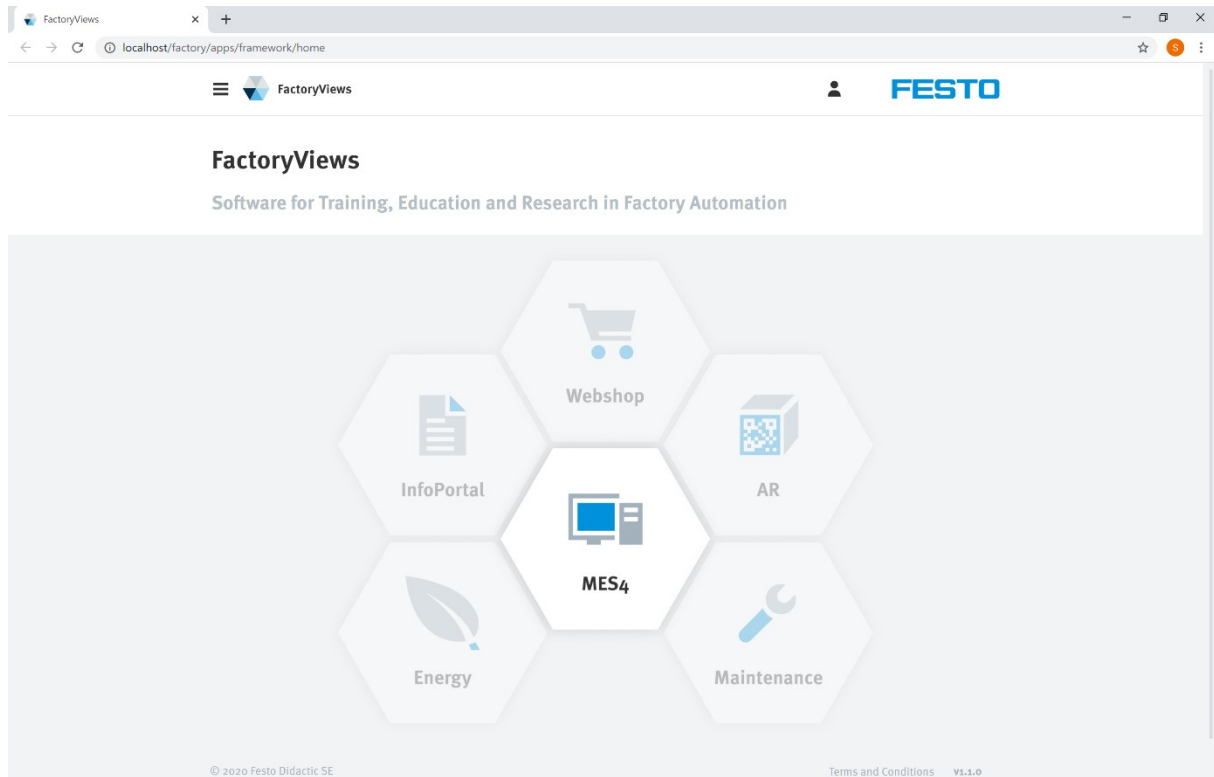 FactoryViews
localhost/factory/apps/framework/home
S
FactoryViews
FESTO
FactoryViews
Software for Training, Education and Research in Factory Automation
Webshop
InfoPortal
AR
MES4
Energy
Maintenance
© 2020 Festo Didactic SE
Terms and Conditions v1.1.0